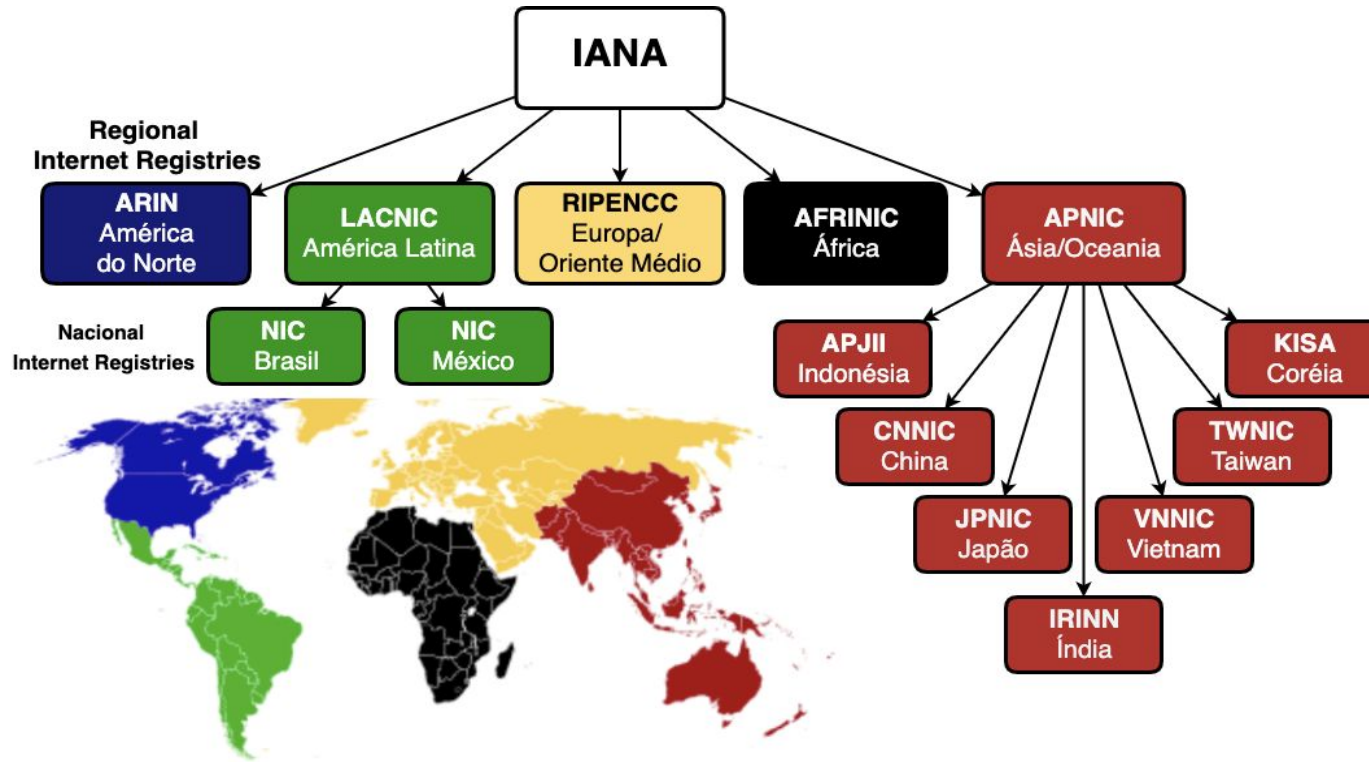 IANA
Regional
Internet Registries
ARIN
América
do Norte
LACNIC
América Latina
RIPENCC
Europa/
Oriente Médio
AFRINIC
África
APNIC
Ásia/Oceania
Nacional
Internet Registries
NIC
Brasil
NIC
México
APJII
Indonésia
KISA
Coréia
CNNIC
China
TWNIC
Taiwan
JPNIC
Japão
VNNIC
Vietnam
IRINN
Índia